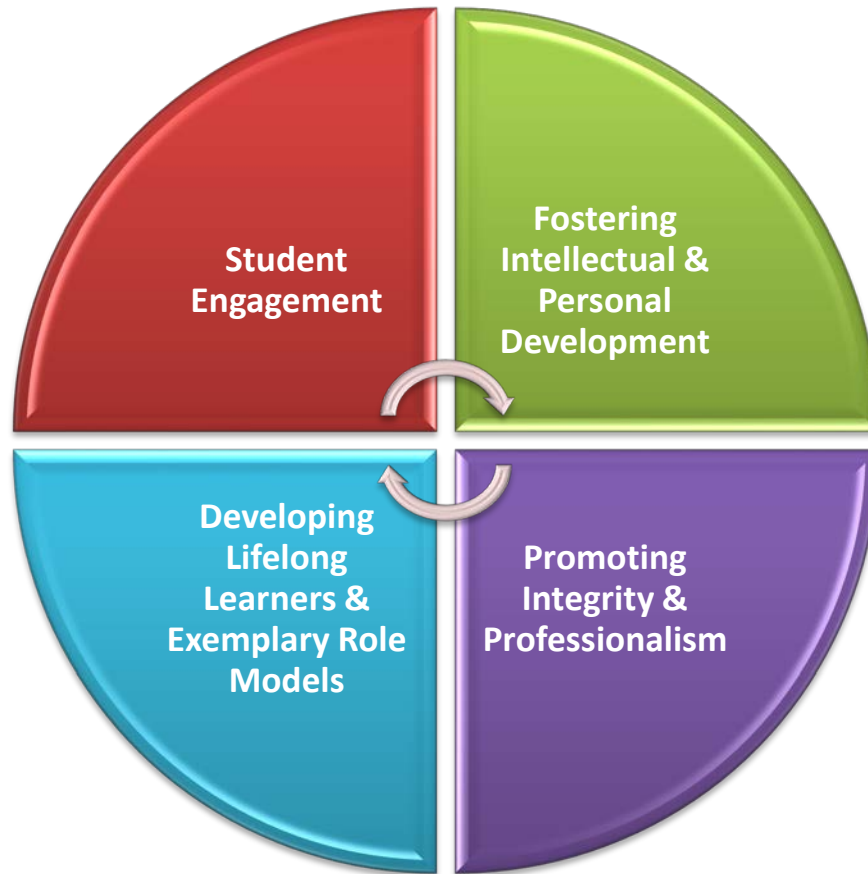 Student
Engagement
Fostering
Intellectual &
Personal
Development
Developing
Lifelong
Learners &
Exemplary Role
Models
Promoting
Integrity &
Professionalism